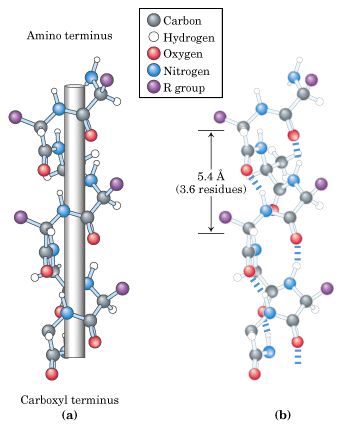 Carbon
Hydrogen
Oxygen
Nitrogen
R group
Amino terminus
5.4 Å
(3.6 residues)
Carboxyl terminus
(a)
(b)